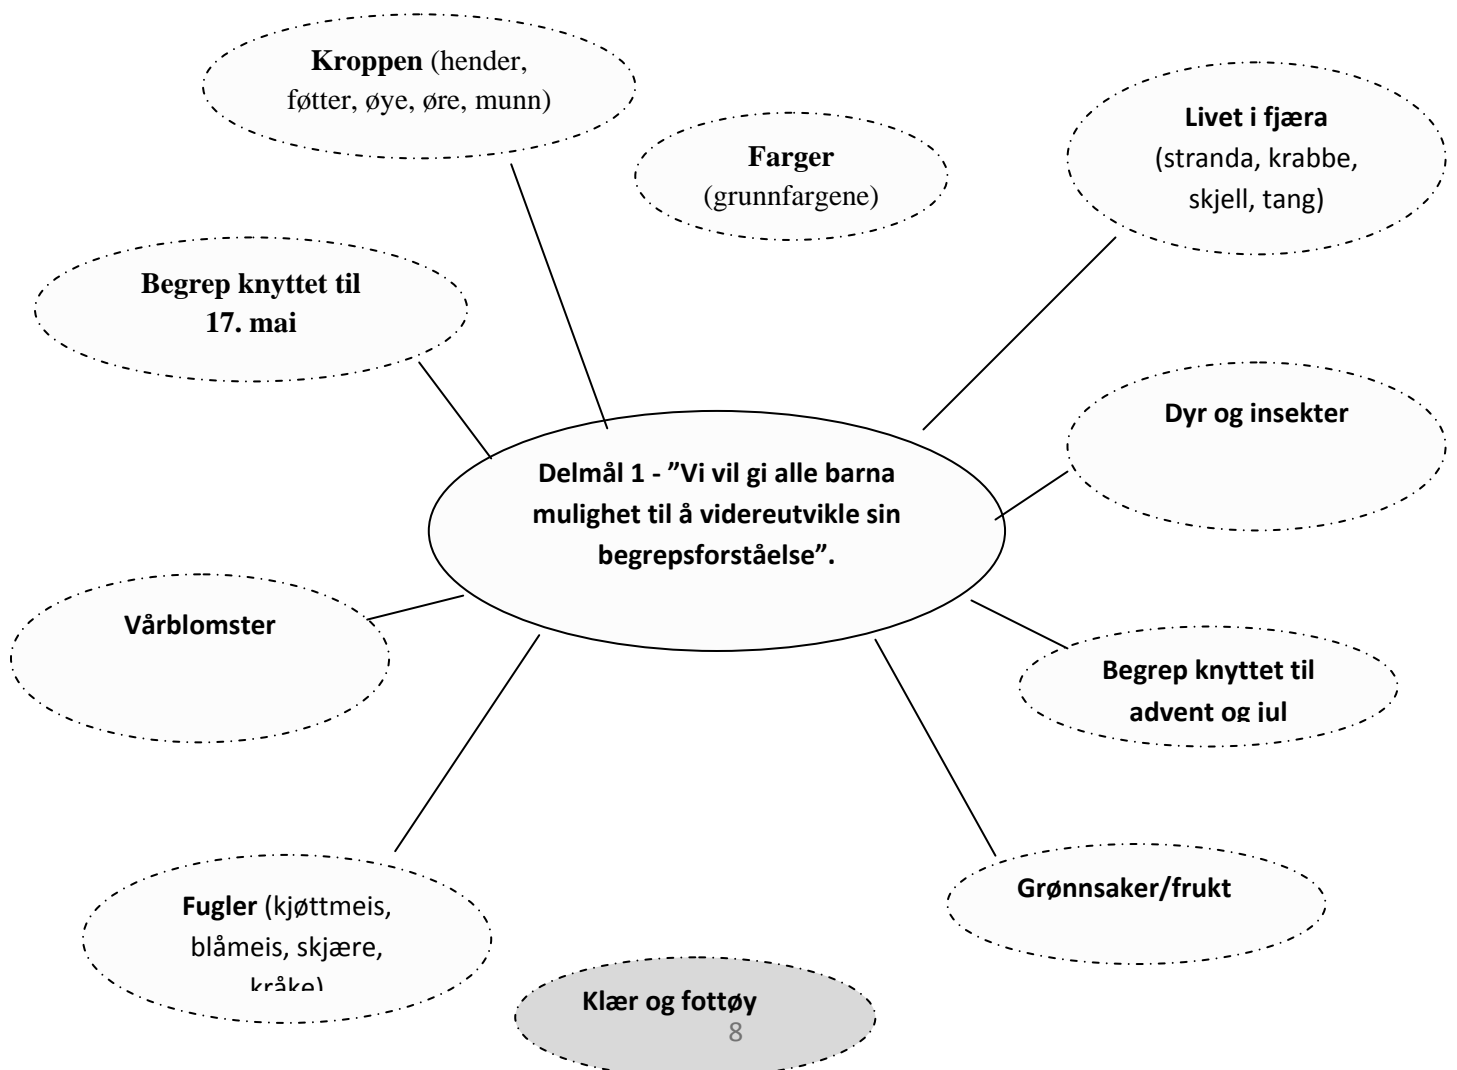 Kroppen (hender,
føtter, øye, øre, munn)
Farger
(grunnfargene)
Livet i fjæra
(stranda, krabbe,
skjell, tang)
Begrep knyttet til
17. mai
Dyr og insekter
Delmål 1 - ”Vi vil gi alle barna
mulighet til å videreutvikle sin
begrepsforståelse”.
Vårblomster
Begrep knyttet til
advent og jul
Fugler (kjøttmeis,
blåmeis, skjære,
kråke)
Grønnsaker/frukt
Klær og fottøy
8